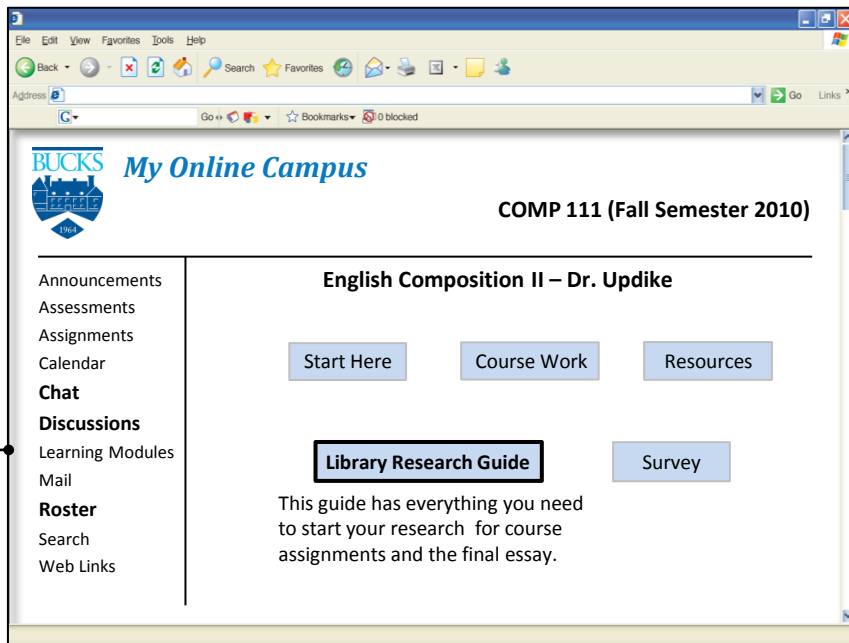 File Edit View Favorites Tools Help
Back Search Favorites
Address Go Links
G Go Bookmarks 0 blocked
BUCKS
1964
My Online Campus
COMP 111 (Fall Semester 2010)
Announcements
Assessments
Assignments
Calendar
Chat
Discussions
Learning Modules
Mail
Roster
Search
Web Links
English Composition II – Dr. Updike
Start Here Course Work Resources
Library Research Guide Survey
This guide has everything you need
to start your research for course
assignments and the final essay.